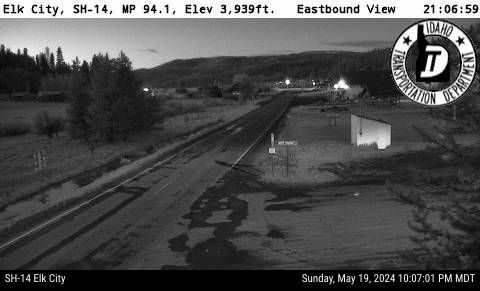 Elk City, SH-14, MP 94.1, Elev 3,939ft. Eastbound View 21:06:59
IDAHO
TRANSPORTATION DEPARTMENT
SH-14 Elk City Sunday, May 19, 2024 10:07:01 PM MDT